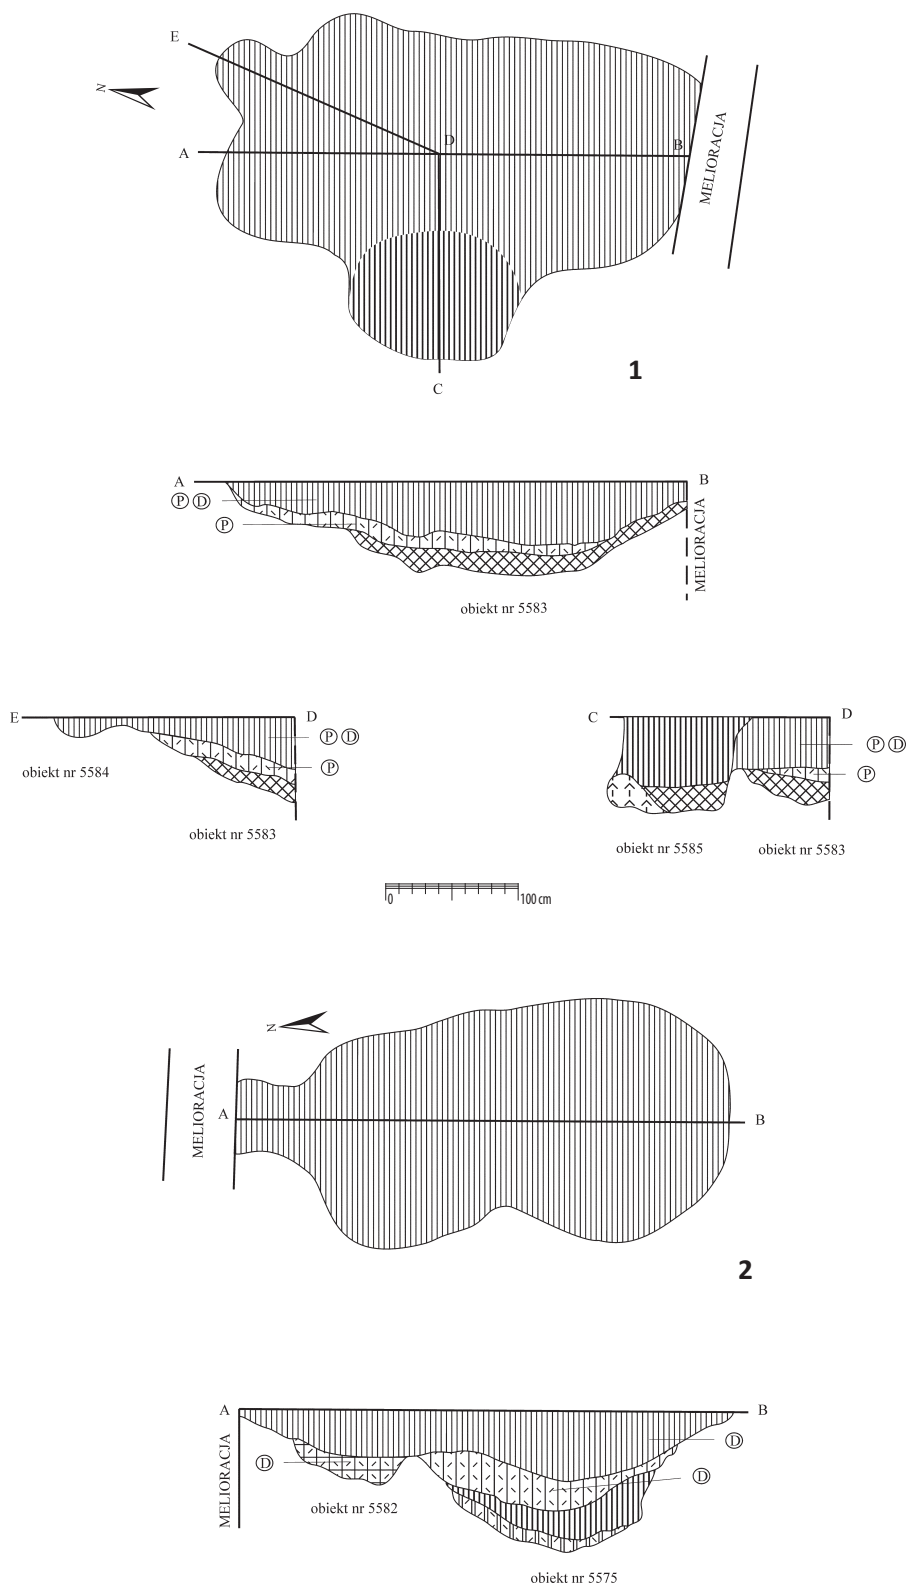 E
N
D
A
B
MELIORACJA
C
1
A B
Ⓟ Ⓓ
Ⓟ
MELIORACJA
obiekt nr 5583
E D
Ⓟ Ⓓ
Ⓟ
obiekt nr 5584
obiekt nr 5583
C D
Ⓟ Ⓓ
Ⓟ
obiekt nr 5585 obiekt nr 5583
0 100 cm
N
MELIORACJA
A B
2
A B
MELIORACJA
Ⓓ
Ⓓ
Ⓓ
obiekt nr 5582
obiekt nr 5575